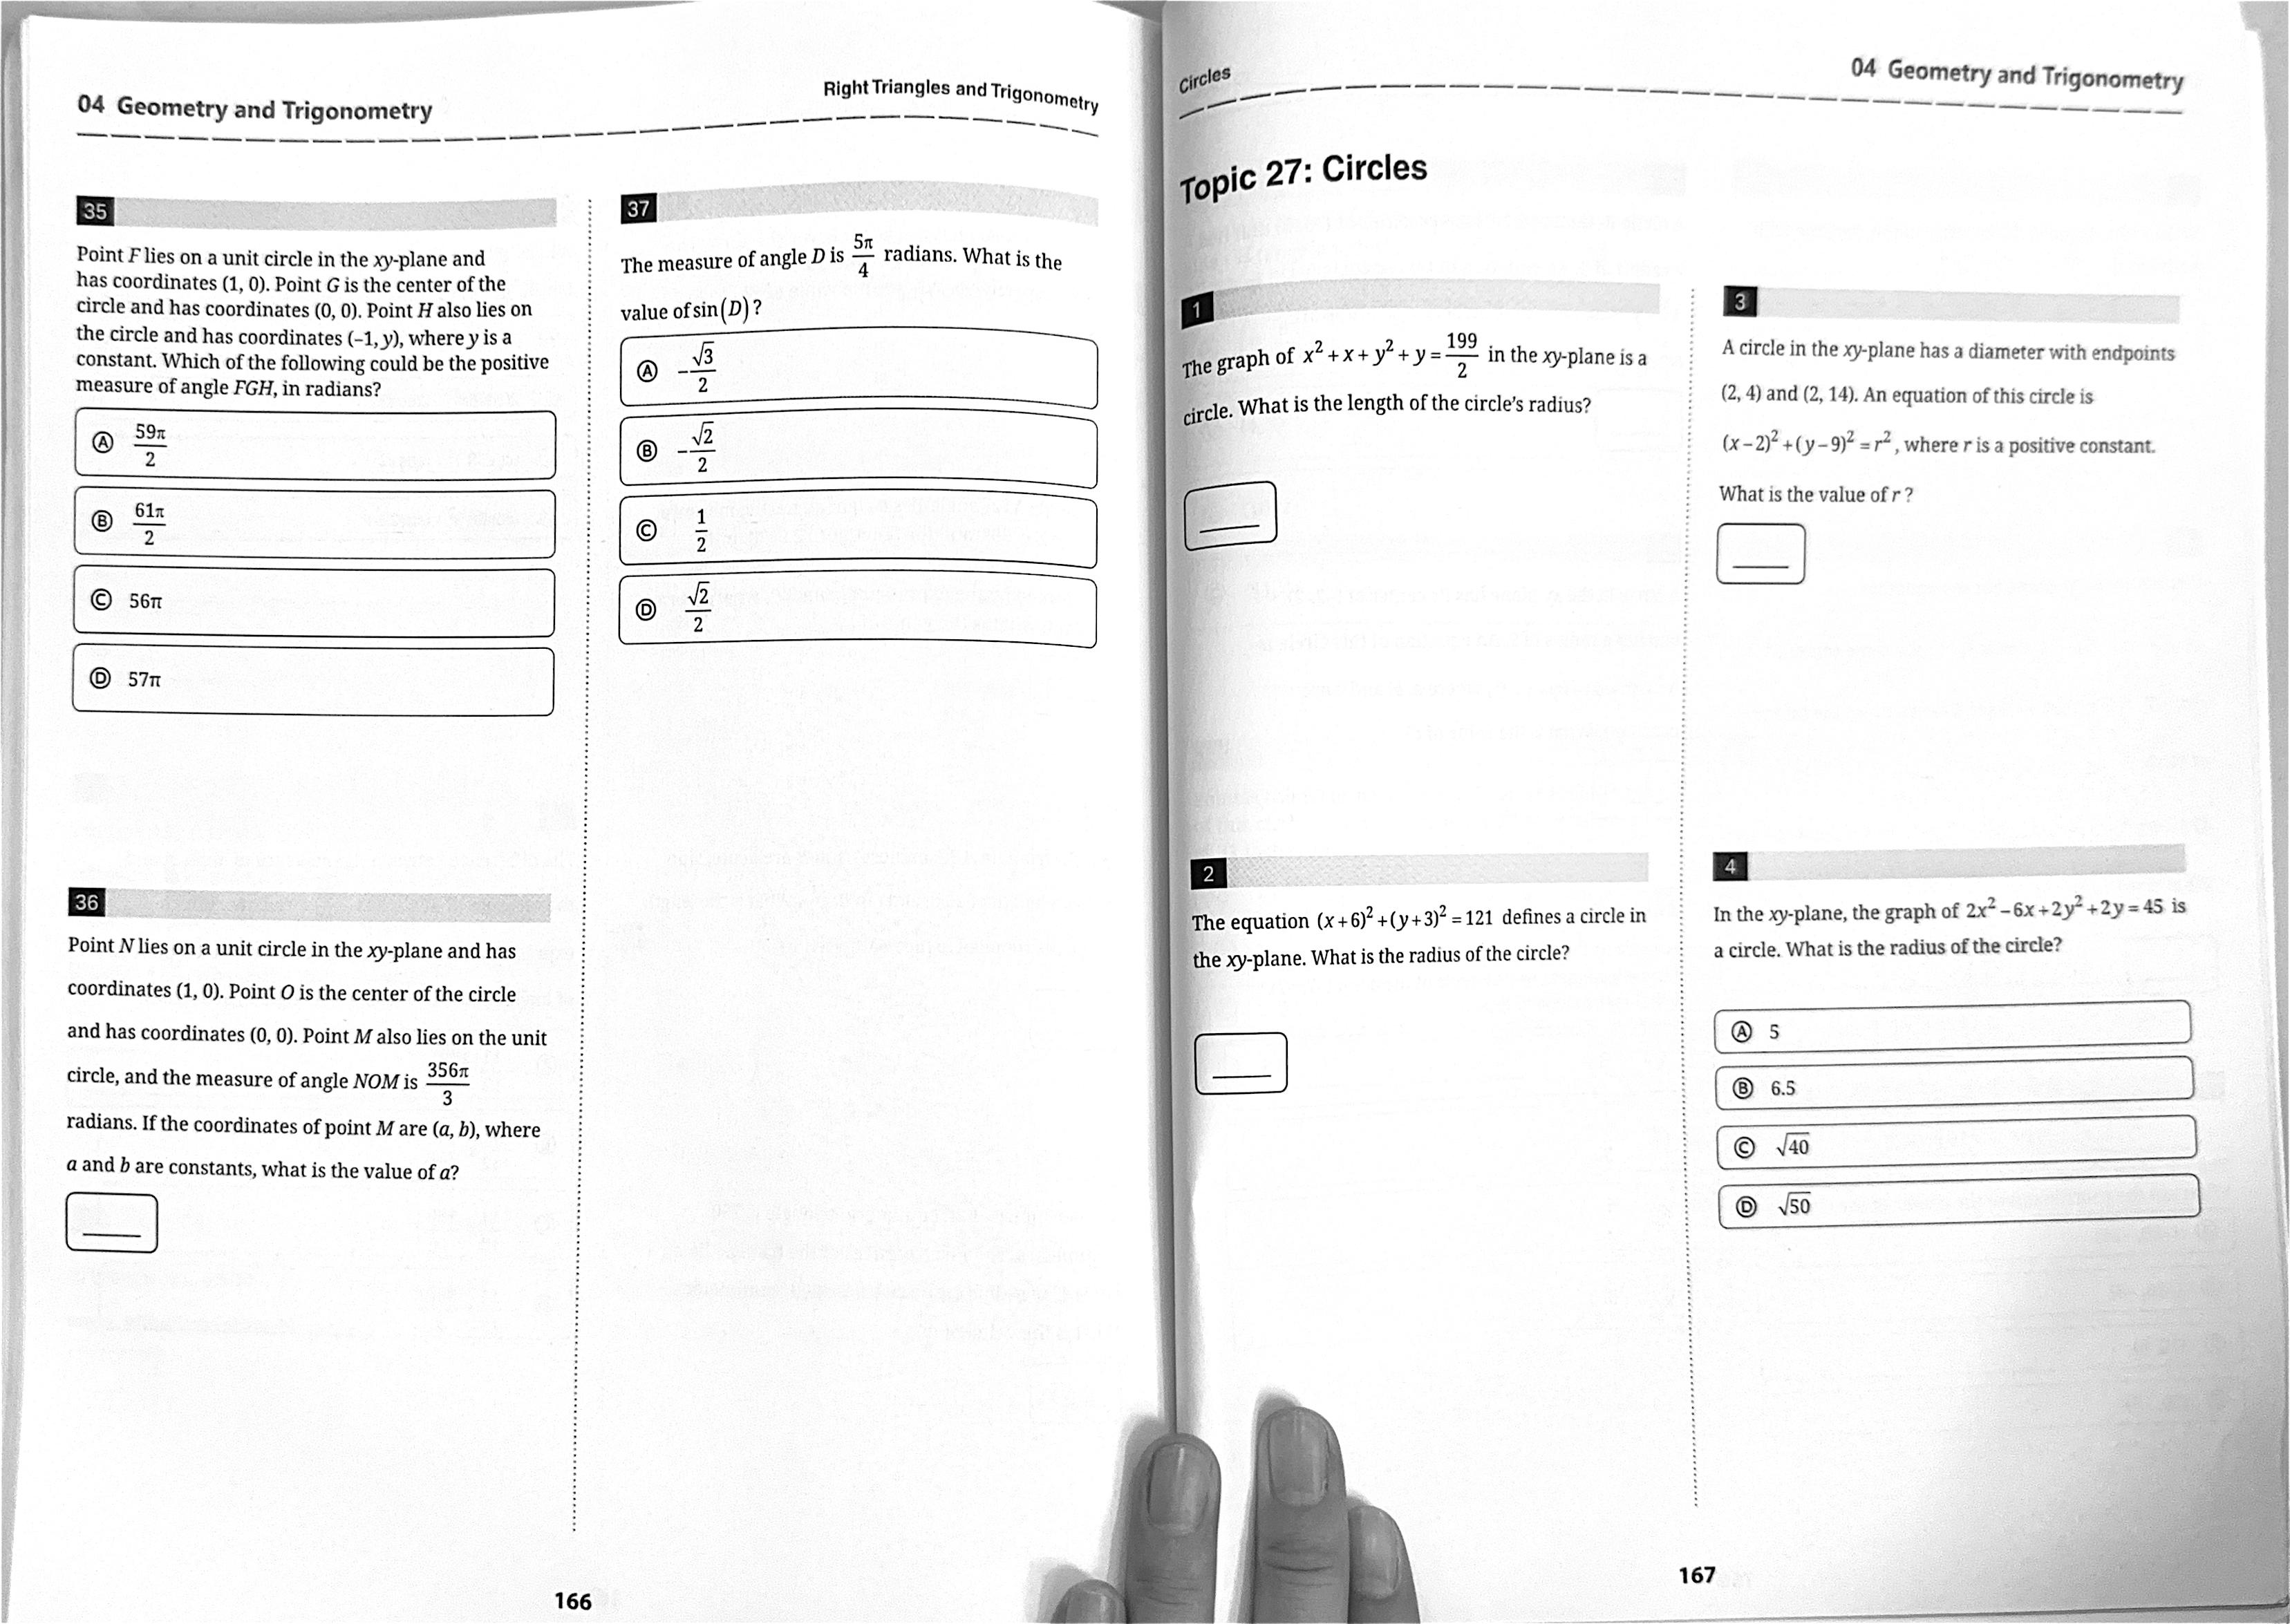 04 Geometry and Trigonometry
Right Triangles and Trigonometry
35
Point F lies on a unit circle in the xy-plane and
has coordinates (1, 0). Point G is the center of the
circle and has coordinates (0, 0). Point H also lies on
the circle and has coordinates (−1, y), where y is a
constant. Which of the following could be the positive
measure of angle FGH, in radians?
Ⓐ 59π/2
Ⓑ 61π/2
Ⓒ 56π
Ⓓ 57π
36
Point N lies on a unit circle in the xy-plane and has
coordinates (1, 0). Point O is the center of the circle
and has coordinates (0, 0). Point M also lies on the unit
circle, and the measure of angle NOM is 356π/3
radians. If the coordinates of point M are (a, b), where
a and b are constants, what is the value of a?
37
The measure of angle D is 5π/4 radians. What is the
value of sin(D)?
Ⓐ −√3/2
Ⓑ −√2/2
Ⓒ 1/2
Ⓓ √2/2
166
Circles
04 Geometry and Trigonometry
Topic 27: Circles
1
The graph of x² + x + y² + y = 199/2 in the xy-plane is a
circle. What is the length of the circle's radius?
2
The equation (x + 6)² + (y + 3)² = 121 defines a circle in
the xy-plane. What is the radius of the circle?
3
A circle in the xy-plane has a diameter with endpoints
(2, 4) and (2, 14). An equation of this circle is
(x − 2)² + (y − 9)² = r², where r is a positive constant.
What is the value of r?
4
In the xy-plane, the graph of 2x² − 6x + 2y² + 2y = 45 is
a circle. What is the radius of the circle?
Ⓐ 5
Ⓑ 6.5
Ⓒ √40
Ⓓ √50
167